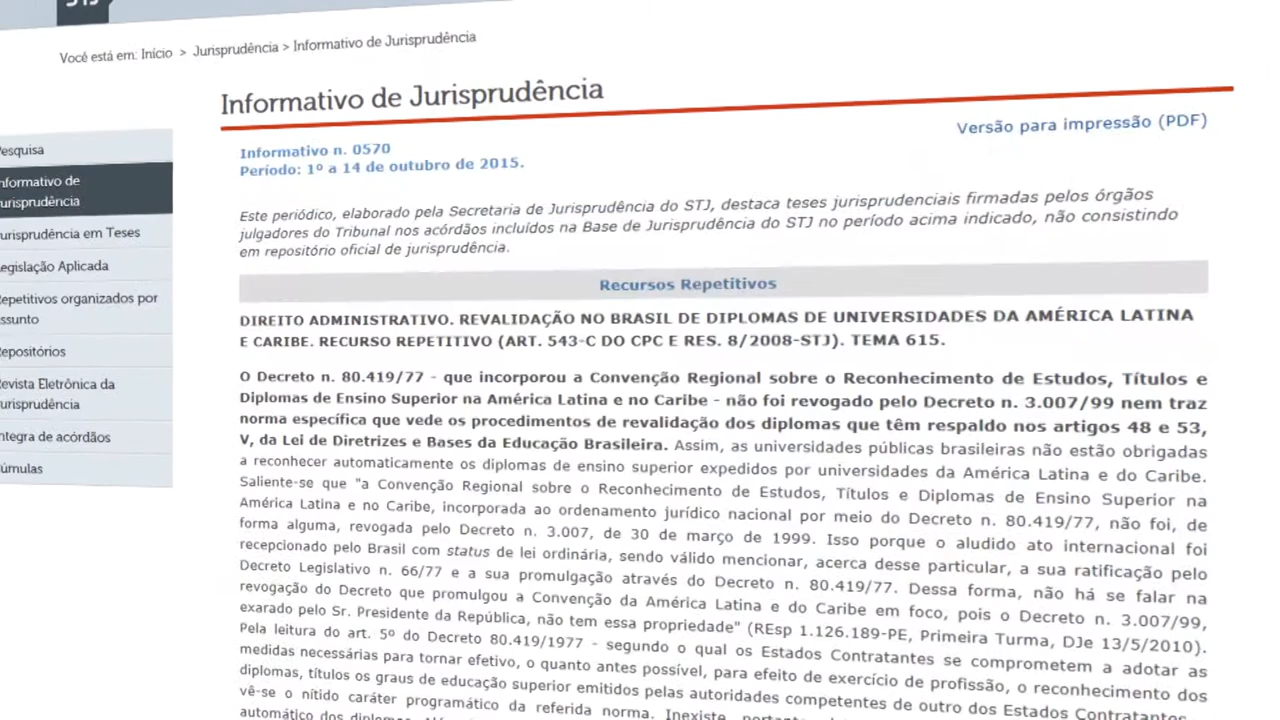 STJ
Você está em: Início > Jurisprudência > Informativo de Jurisprudência
Informativo de Jurisprudência
Versão para impressão (PDF)
Pesquisa
Informativo de
Jurisprudência
Jurisprudência em Teses
Legislação Aplicada
Repetitivos organizados por
assunto
Repositórios
Revista Eletrônica da
Jurisprudência
Íntegra de acórdãos
Súmulas
Informativo n. 0570
Período: 1º a 14 de outubro de 2015.
Este periódico, elaborado pela Secretaria de Jurisprudência do STJ, destaca teses jurisprudenciais firmadas pelos órgãos
julgadores do Tribunal nos acórdãos incluídos na Base de Jurisprudência do STJ no período acima indicado, não consistindo
em repositório oficial de jurisprudência.
Recursos Repetitivos
DIREITO ADMINISTRATIVO. REVALIDAÇÃO NO BRASIL DE DIPLOMAS DE UNIVERSIDADES DA AMÉRICA LATINA
E CARIBE. RECURSO REPETITIVO (ART. 543-C DO CPC E RES. 8/2008-STJ). TEMA 615.
O Decreto n. 80.419/77 - que incorporou a Convenção Regional sobre o Reconhecimento de Estudos, Títulos e
Diplomas de Ensino Superior na América Latina e no Caribe - não foi revogado pelo Decreto n. 3.007/99 nem traz
norma específica que vede os procedimentos de revalidação dos diplomas que têm respaldo nos artigos 48 e 53,
V, da Lei de Diretrizes e Bases da Educação Brasileira. Assim, as universidades públicas brasileiras não estão obrigadas
a reconhecer automaticamente os diplomas de ensino superior expedidos por universidades da América Latina e do Caribe.
Saliente-se que "a Convenção Regional sobre o Reconhecimento de Estudos, Títulos e Diplomas de Ensino Superior na
América Latina e no Caribe, incorporada ao ordenamento jurídico nacional por meio do Decreto n. 80.419/77, não foi, de
forma alguma, revogada pelo Decreto n. 3.007, de 30 de março de 1999. Isso porque o aludido ato internacional foi
recepcionado pelo Brasil com status de lei ordinária, sendo válido mencionar, acerca desse particular, a sua ratificação pelo
Decreto Legislativo n. 66/77 e a sua promulgação através do Decreto n. 80.419/77. Dessa forma, não há se falar na
revogação do Decreto que promulgou a Convenção da América Latina e do Caribe em foco, pois o Decreto n. 3.007/99,
exarado pelo Sr. Presidente da República, não tem essa propriedade" (REsp 1.126.189-PE, Primeira Turma, DJe 13/5/2010).
Pela leitura do art. 5º do Decreto 80.419/1977 - segundo o qual os Estados Contratantes se comprometem a adotar as
medidas necessárias para tornar efetivo, o quanto antes possível, para efeito de exercício de profissão, o reconhecimento dos
diplomas, títulos os graus de educação superior emitidos pelas autoridades competentes de outro dos Estados Contratantes
vê-se o nítido caráter programático da referida norma. Inexiste, portanto
automático dos diplomas.